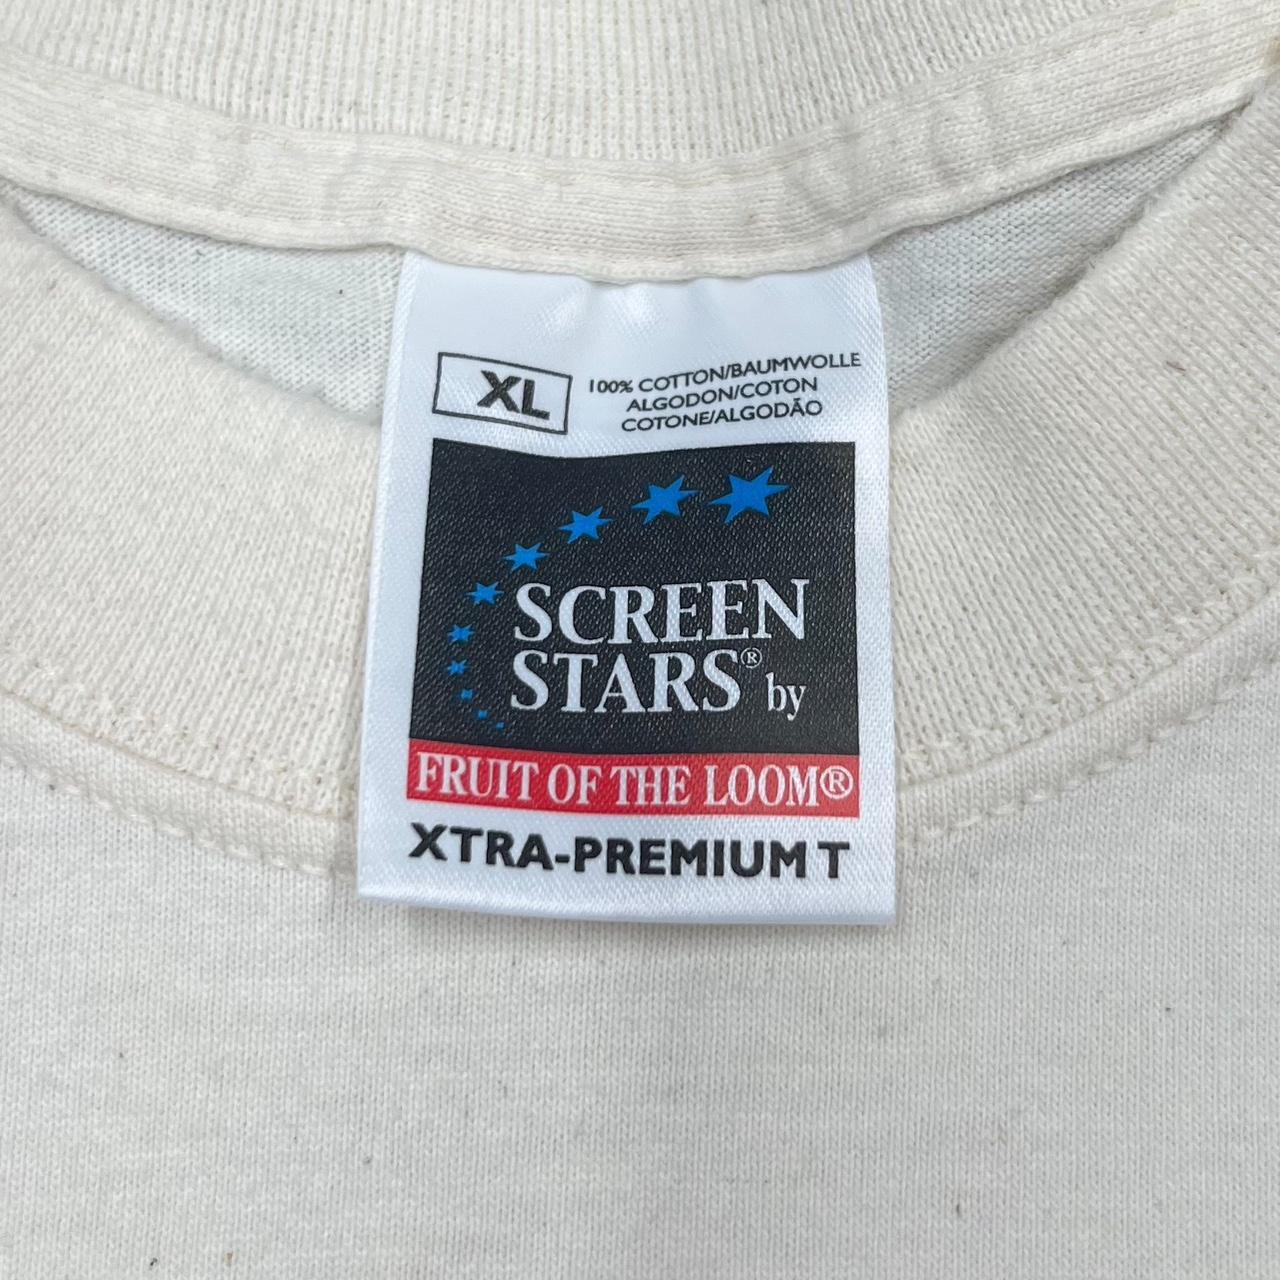 XL
100% COTTON/BAUMWOLLE
ALGODON/COTON
COTONE/ALGODÃO
SCREEN
STARS® by
FRUIT OF THE LOOM®
XTRA-PREMIUM T